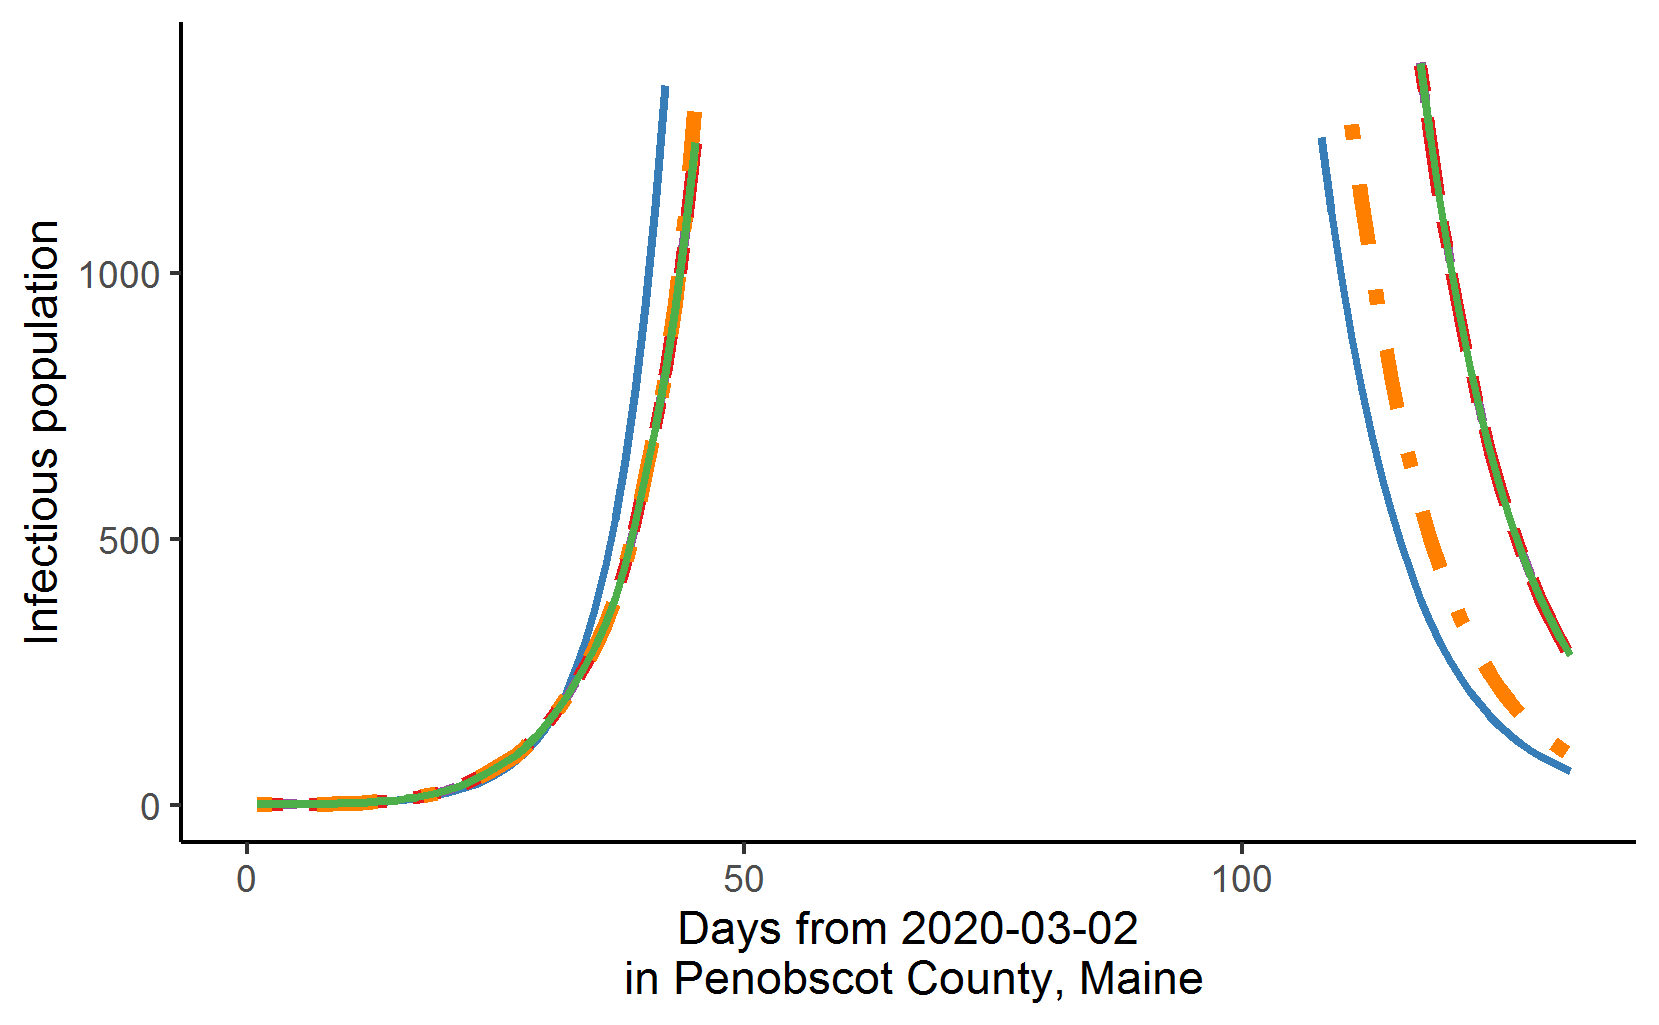 Infectious population
1000
500
0
0
50
100
Days from 2020-03-02
in Penobscot County, Maine